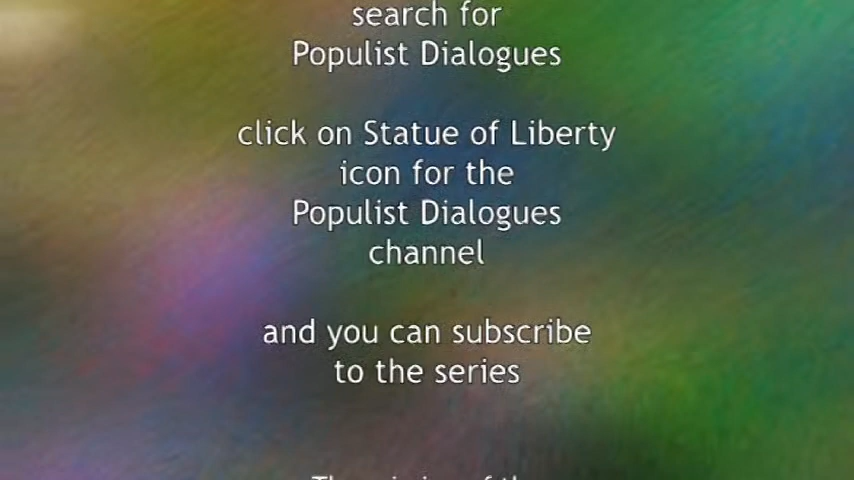 search for
Populist Dialogues
click on Statue of Liberty
icon for the
Populist Dialogues
channel
and you can subscribe
to the series